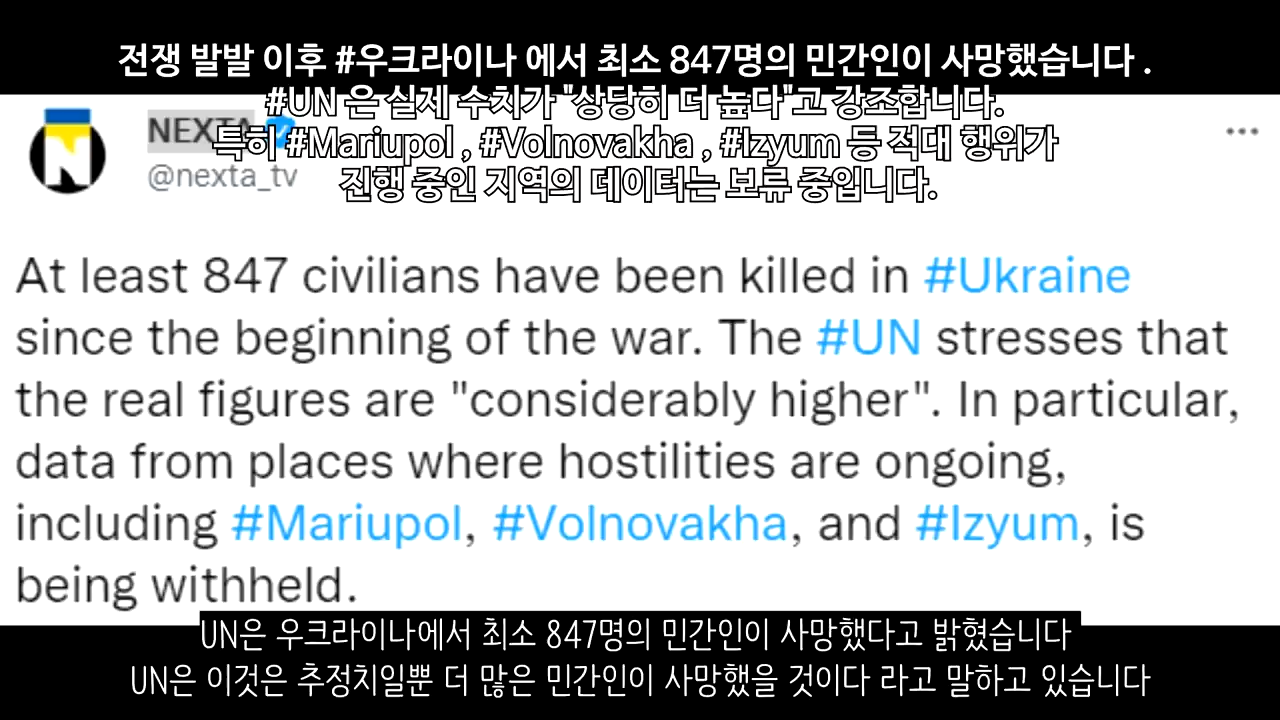 전쟁 발발 이후 #우크라이나 에서 최소 847명의 민간인이 사망했습니다 .
#UN 은 실제 수치가 "상당히 더 높다"고 강조합니다.
특히 #Mariupol , #Volnovakha , #Izyum 등 적대 행위가
진행 중인 지역의 데이터는 보류 중입니다.
N
NEXTA
@nexta_tv
At least 847 civilians have been killed in #Ukraine
since the beginning of the war. The #UN stresses that
the real figures are "considerably higher". In particular,
data from places where hostilities are ongoing,
including #Mariupol, #Volnovakha, and #Izyum, is
being withheld.
UN은 우크라이나에서 최소 847명의 민간인이 사망했다고 밝혔습니다
UN은 이것은 추정치일뿐 더 많은 민간인이 사망했을 것이다 라고 말하고 있습니다